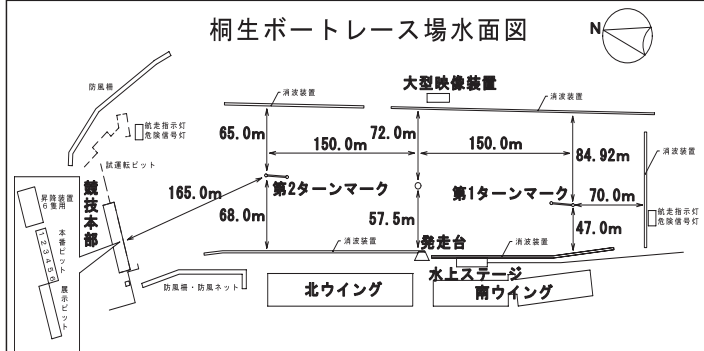 桐生ボートレース場水面図
N
防風柵
消波装置
大型映像装置
消波装置
航走指示灯
危険信号灯
試運転ピット
65.0m
72.0m
150.0m
150.0m
84.92m
消波装置
165.0m
第2ターンマーク
第1ターンマーク
70.0m
航走指示灯
危険信号灯
68.0m
57.5m
47.0m
競技本部
昇降装置
6隻用
本番ピット
1
2
3
4
5
6
展示ピット
消波装置
発走台
消波装置
水上ステージ
防風柵・防風ネット
北ウイング
南ウイング